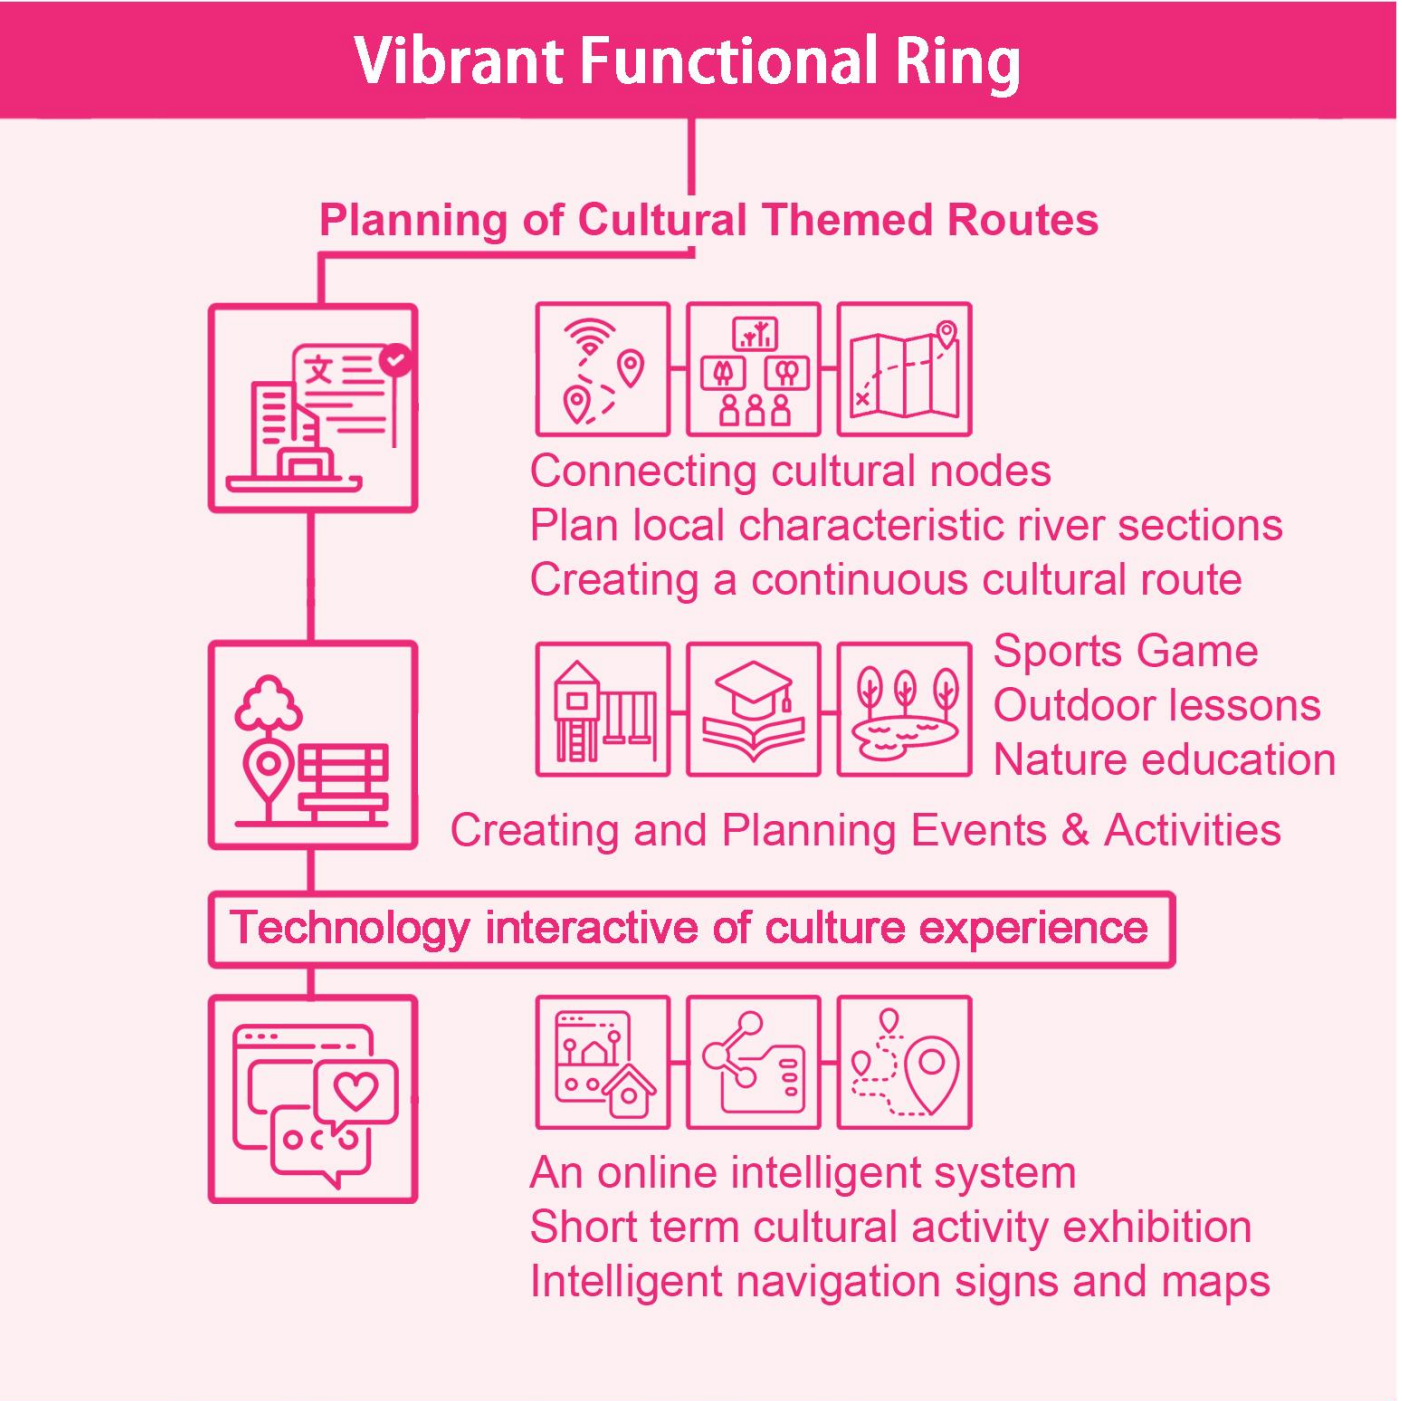 Vibrant Functional Ring
Planning of Cultural Themed Routes
文
Connecting cultural nodes
Plan local characteristic river sections
Creating a continuous cultural route
Sports Game
Outdoor lessons
Nature education
Creating and Planning Events & Activities
Technology interactive of culture experience
An online intelligent system
Short term cultural activity exhibition
Intelligent navigation signs and maps